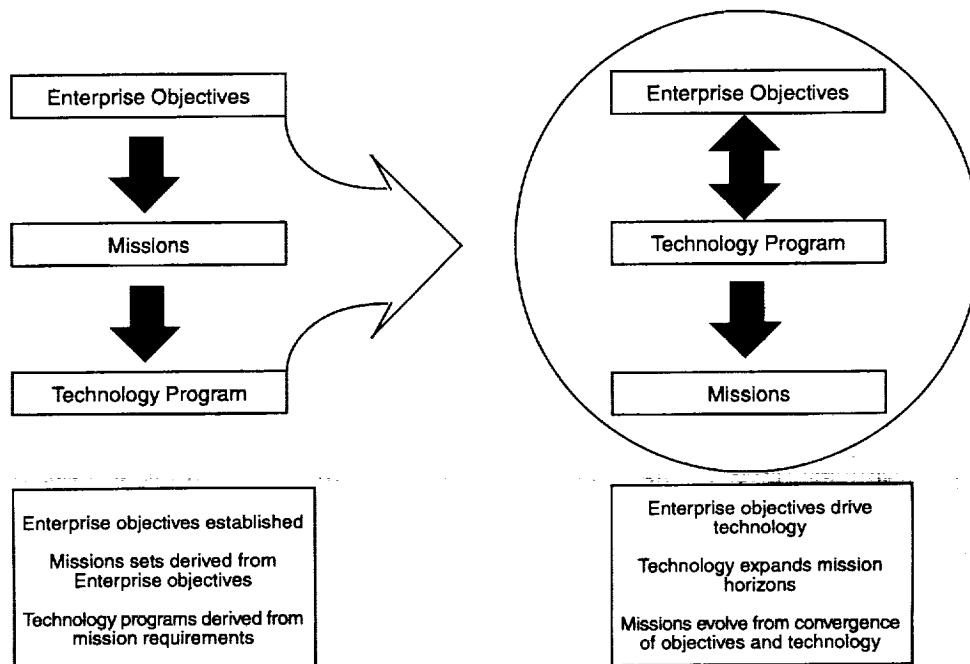 Enterprise Objectives
Missions
Technology Program
Enterprise objectives established
Missions sets derived from
Enterprise objectives
Technology programs derived from
mission requirements
Enterprise Objectives
Technology Program
Missions
Enterprise objectives drive
technology
Technology expands mission
horizons
Missions evolve from convergence
of objectives and technology